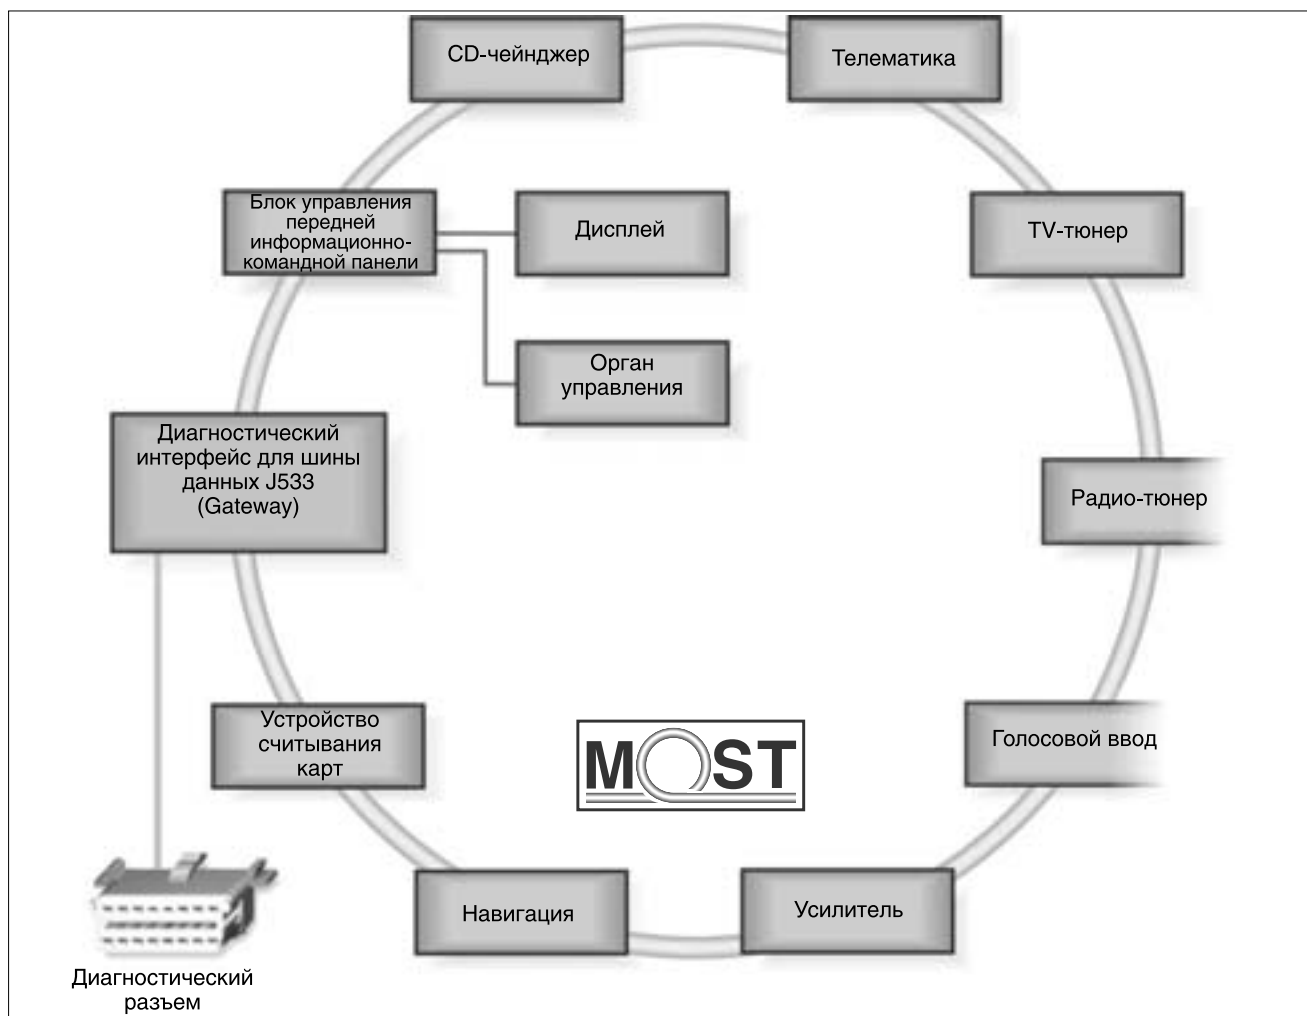 CD-чейнджер
Телематика
Блок управления
передней
информационно-
командной панели
Дисплей
TV-тюнер
Орган
управления
Диагностический
интерфейс для шины
данных J533
(Gateway)
Радио-тюнер
Устройство
считывания
карт
MOST
Голосовой ввод
Навигация
Усилитель
Диагностический
разъем